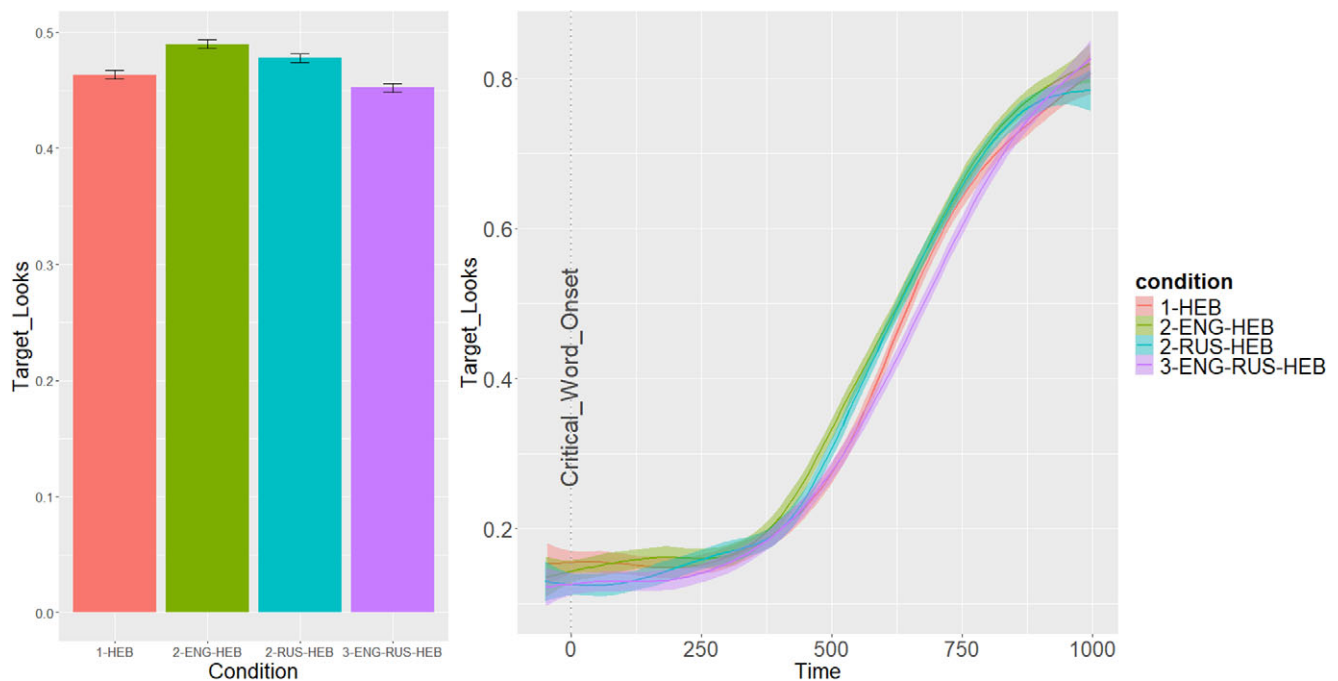 Target_Looks
0.5
0.4
0.3
0.2
0.1
0.0
1-HEB 2-ENG-HEB 2-RUS-HEB 3-ENG-RUS-HEB
Condition
Target_Looks
0.8
0.6
0.4
0.2
Critical_Word_Onset
0 250 500 750 1000
Time
condition
1-HEB
2-ENG-HEB
2-RUS-HEB
3-ENG-RUS-HEB